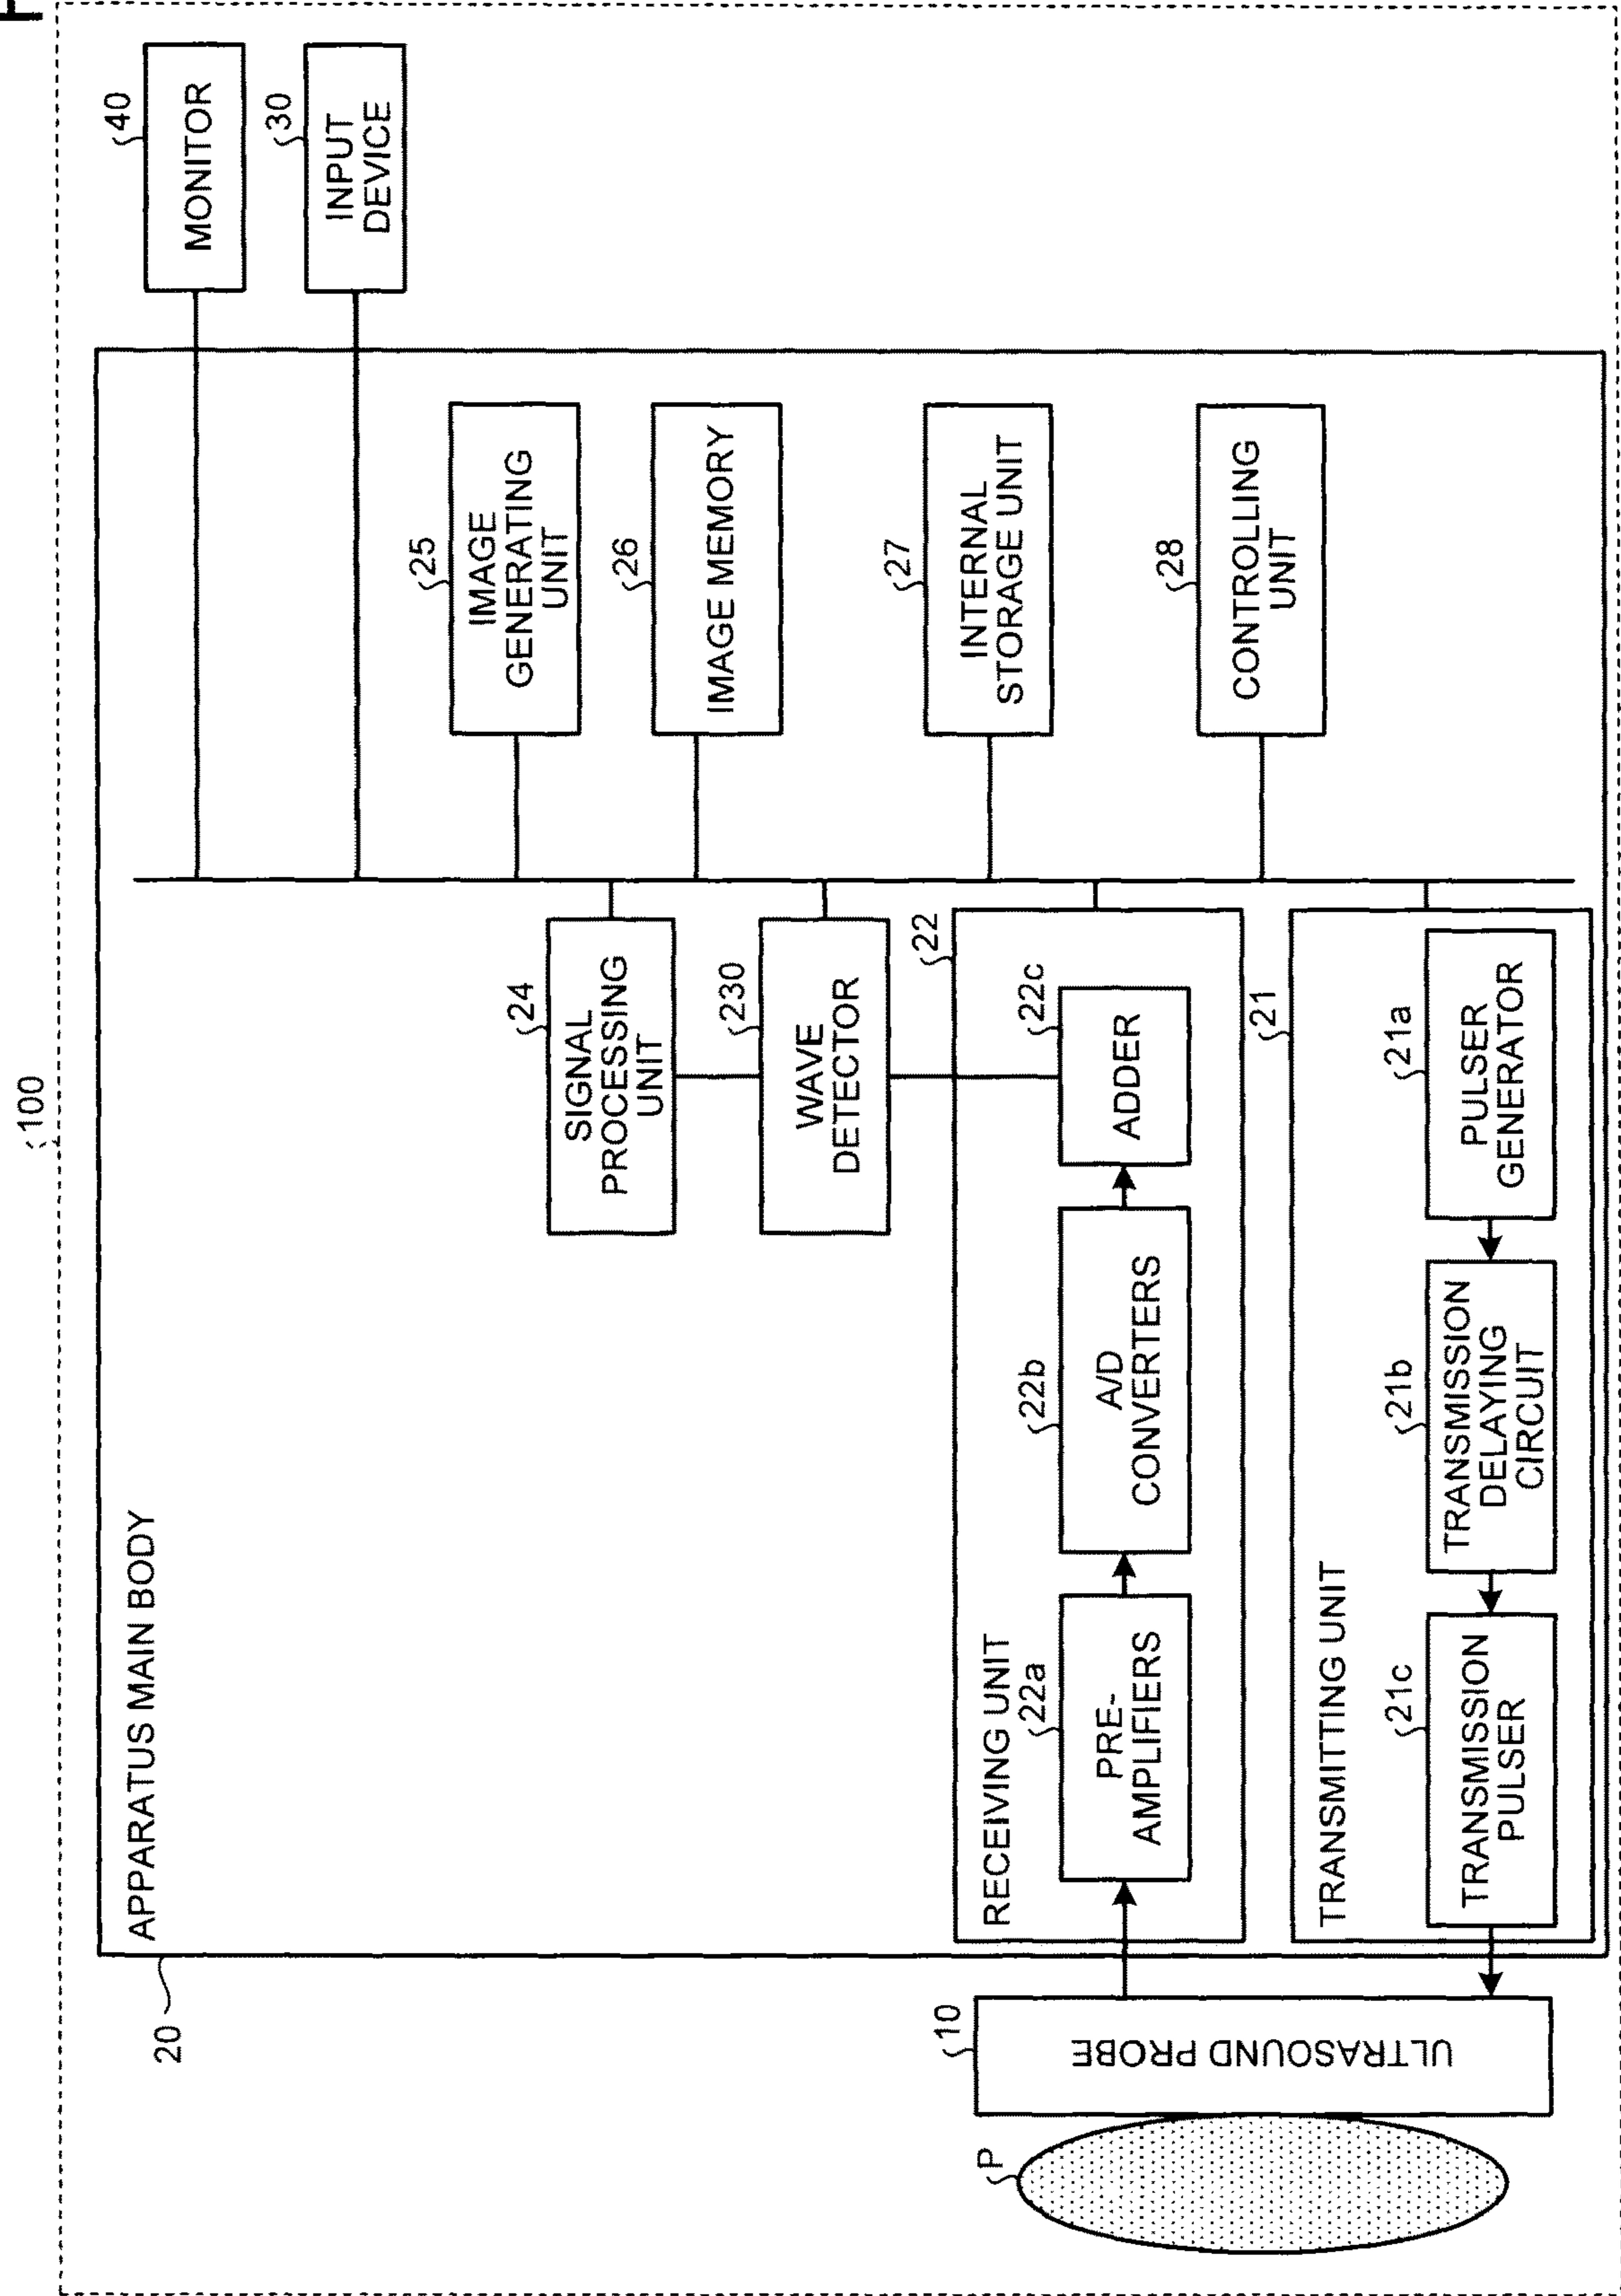 100
40
MONITOR
30
INPUT
DEVICE
20
APPARATUS MAIN BODY
25
IMAGE
GENERATING
UNIT
26
IMAGE MEMORY
27
INTERNAL
STORAGE UNIT
28
CONTROLLING
UNIT
24
SIGNAL
PROCESSING
UNIT
230
WAVE
DETECTOR
22
RECEIVING UNIT
22a
PRE-
AMPLIFIERS
22b
A/D
CONVERTERS
22c
ADDER
21
TRANSMITTING UNIT
21c
TRANSMISSION
PULSER
21b
TRANSMISSION
DELAYING
CIRCUIT
21a
PULSER
GENERATOR
10
ULTRASOUND PROBE
P